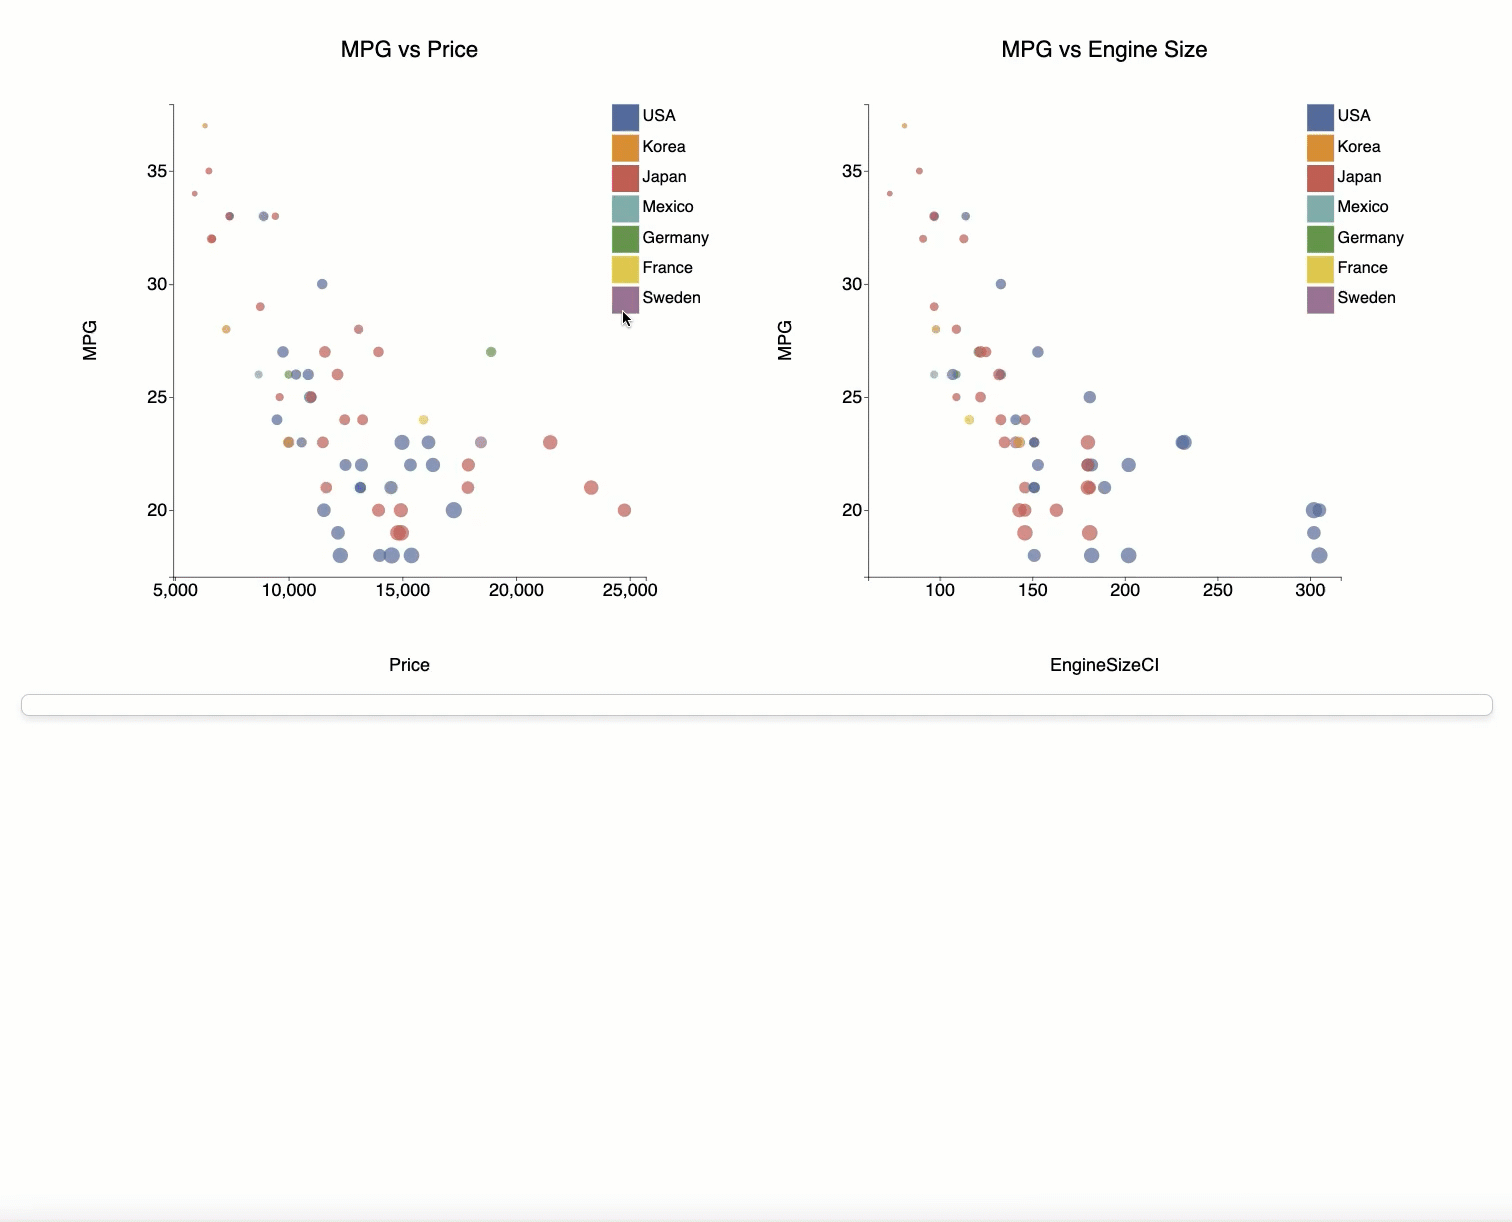 MPG vs Price
MPG
35
30
25
20
5,000 10,000 15,000 20,000 25,000
Price
USA
Korea
Japan
Mexico
Germany
France
Sweden
MPG vs Engine Size
MPG
35
30
25
20
100 150 200 250 300
EngineSizeCI
USA
Korea
Japan
Mexico
Germany
France
Sweden